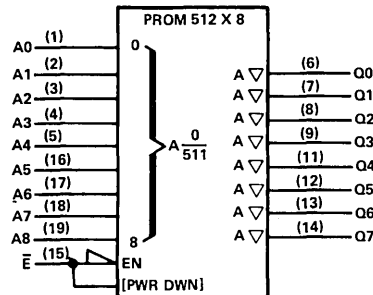 PROM 512 X 8
A0 (1) 0
A1 (2)
A2 (3)
A3 (4)
A4 (5)
A5 (16)
A6 (17)
A7 (18)
A8 (19) 8
A 0/511
E̅ (15) EN
[PWR DWN]
A ▽ (6) Q0
A ▽ (7) Q1
A ▽ (8) Q2
A ▽ (9) Q3
A ▽ (11) Q4
A ▽ (12) Q5
A ▽ (13) Q6
A ▽ (14) Q7